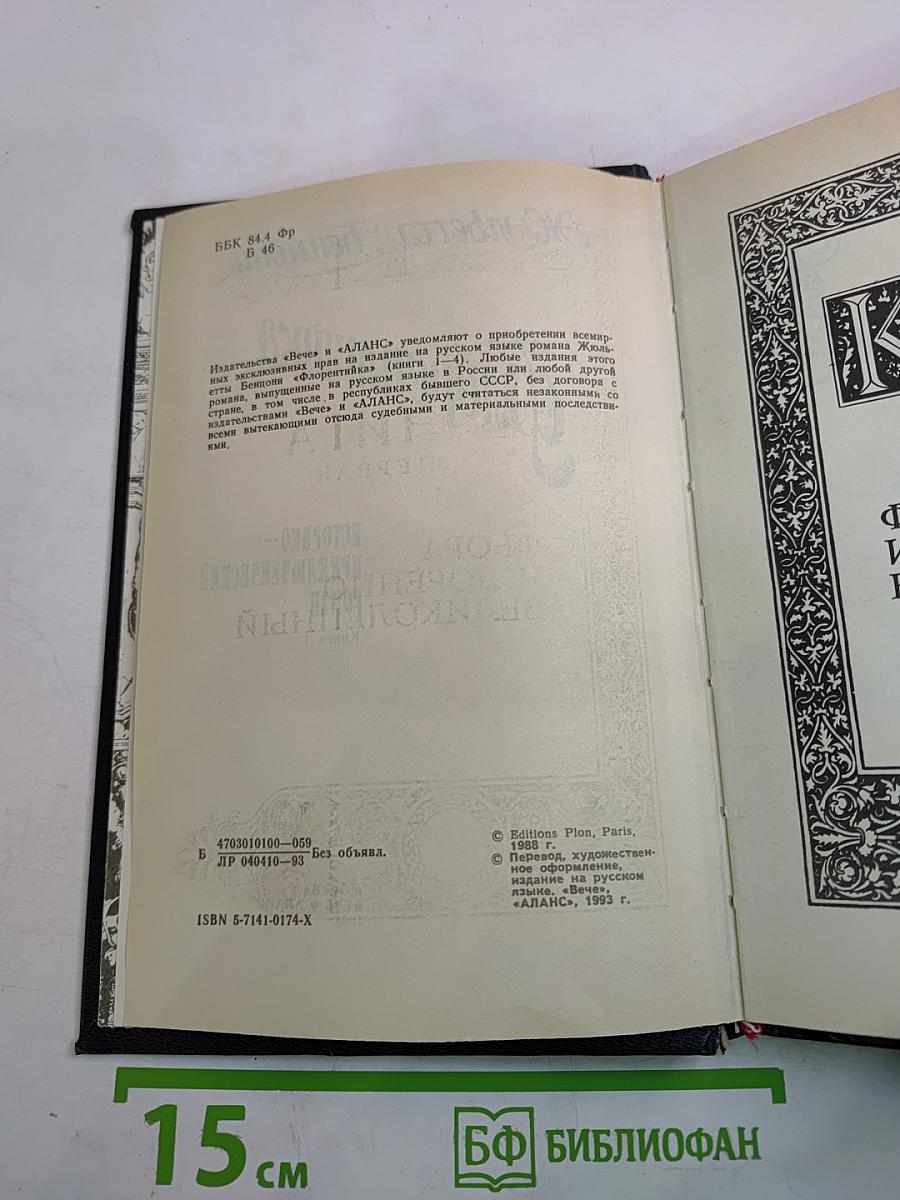 ББК 84.4 Фр
Б 46
Издательства «Вече» и «АЛАНС» уведомляют о приобретении всемир-
ных эксклюзивных прав на издание на русском языке романа Жюль-
етты Бенцони «Флорентийка» (книги 1—4). Любые издания этого
романа, выпущенные на русском языке в России или любой другой
стране, в том числе в республиках бывшего СССР, без договора с
издательствами «Вече» и «АЛАНС», будут считаться незаконными со
всеми вытекающими отсюда судебными и материальными последстви-
ями.
Б 4703010100—059
ЛР 040410—93 Без объявл.
© Editions Plon, Paris,
1988 г.
© Перевод, художествен-
ное оформление,
издание на русском
языке. «Вече»,
«АЛАНС», 1993 г.
ISBN 5-7141-0174-X
К
Ф
И
15 см
БФ БИБЛИОФАН